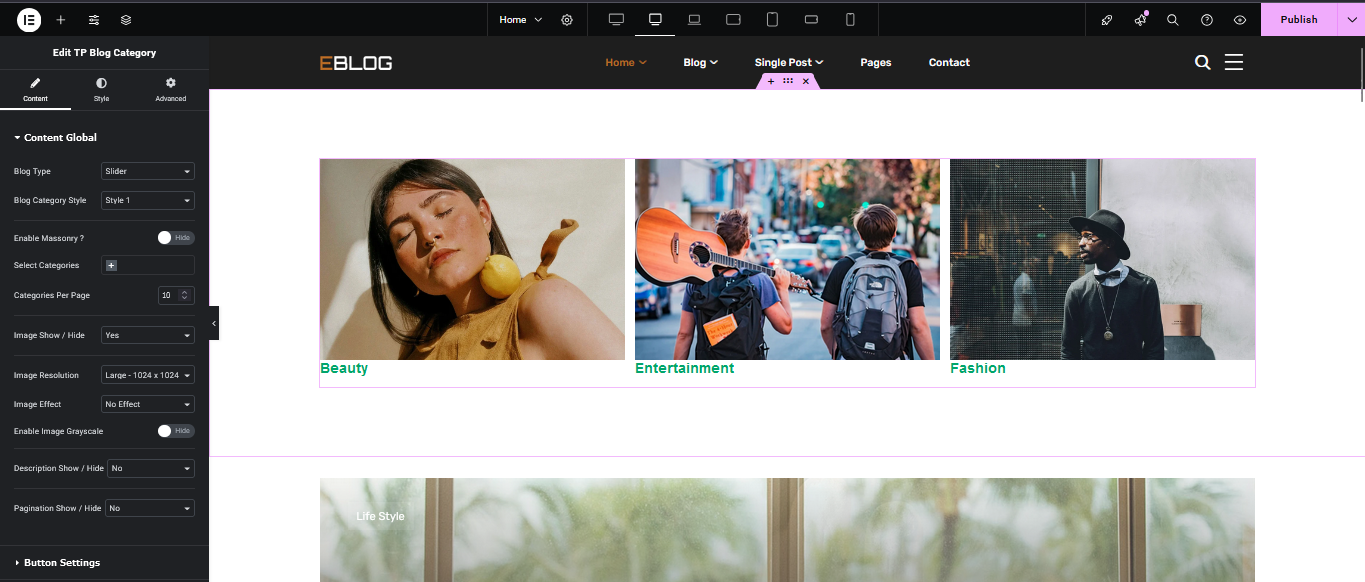 Home
Publish
Edit TP Blog Category
Content
Style
Advanced
Content Global
Blog Type
Slider
Blog Category Style
Style 1
Enable Massonry ?
Hide
Select Categories
Categories Per Page
10
Image Show / Hide
Yes
Image Resolution
Large - 1024 x 1024
Image Effect
No Effect
Enable Image Grayscale
Hide
Description Show / Hide
No
Pagination Show / Hide
No
Button Settings
EBLOG
Home
Blog
Single Post
Pages
Contact
Beauty
Entertainment
Fashion
Life Style